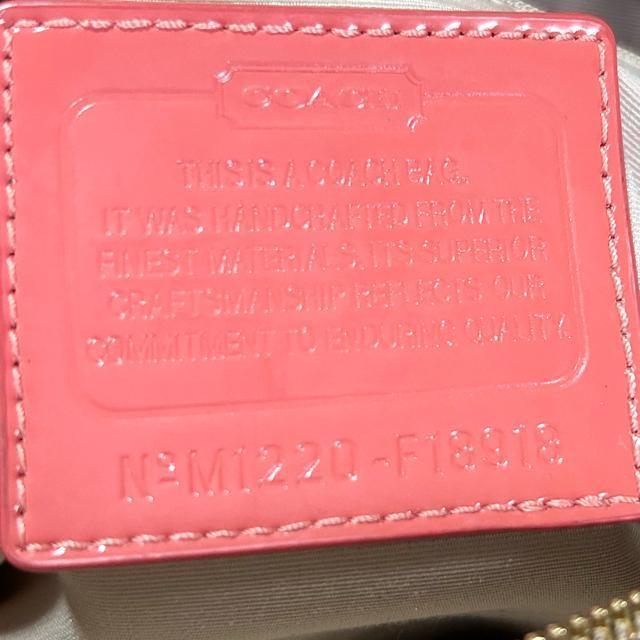 COACH
THIS IS A COACH BAG.
IT WAS HANDCRAFTED FROM THE
FINEST MATERIALS. ITS SUPERIOR
CRAFTSMANSHIP REFLECTS OUR
COMMITMENT TO ENDURING QUALITY.
Nº M1220-F18918